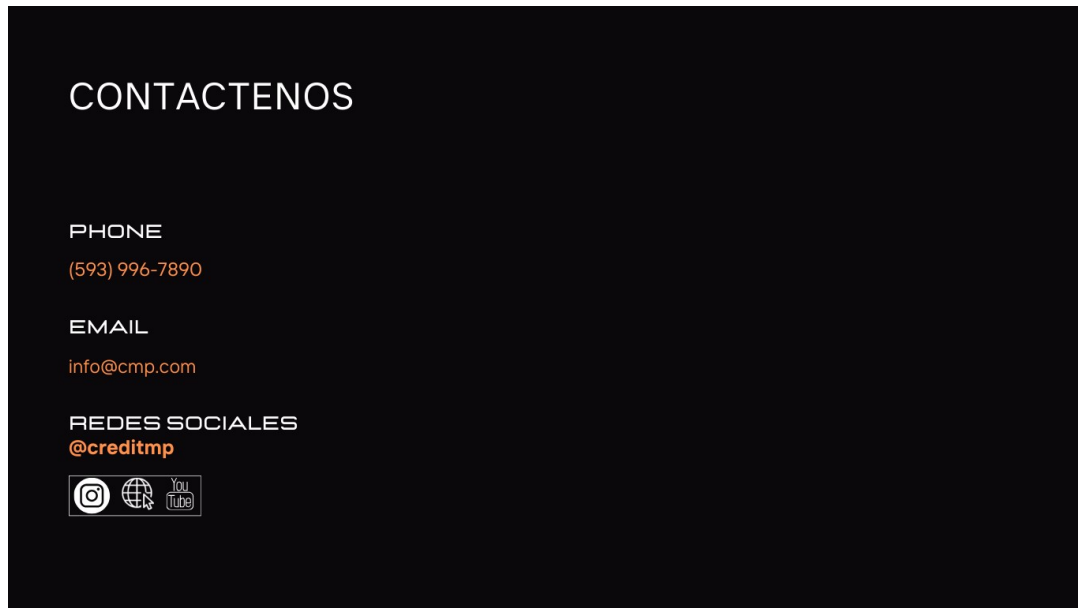 CONTACTENOS
PHONE
(593) 996-7890
EMAIL
info@cmp.com
REDES SOCIALES
@creditmp
You
Tube